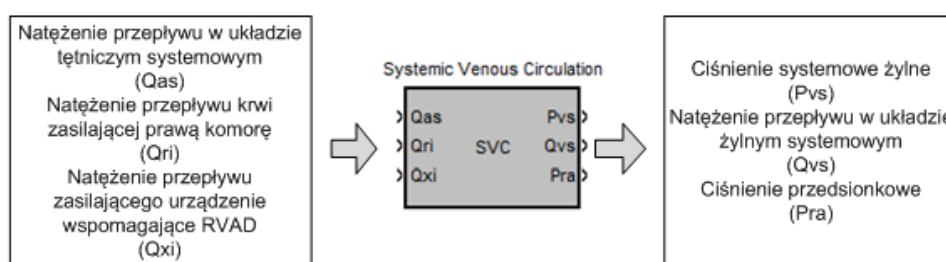 Natężenie przepływu w układzie
tętniczym systemowym
(Qas)
Natężenie przepływu krwi
zasilającej prawą komorę
(Qri)
Natężenie przepływu
zasilającego urządzenie
wspomagające RVAD
(Qxi)
Systemic Venous Circulation
Qas
Qri
Qxi
SVC
Pvs
Qvs
Pra
Ciśnienie systemowe żylne
(Pvs)
Natężenie przepływu w układzie
żylnym systemowym
(Qvs)
Ciśnienie przedsionkowe
(Pra)